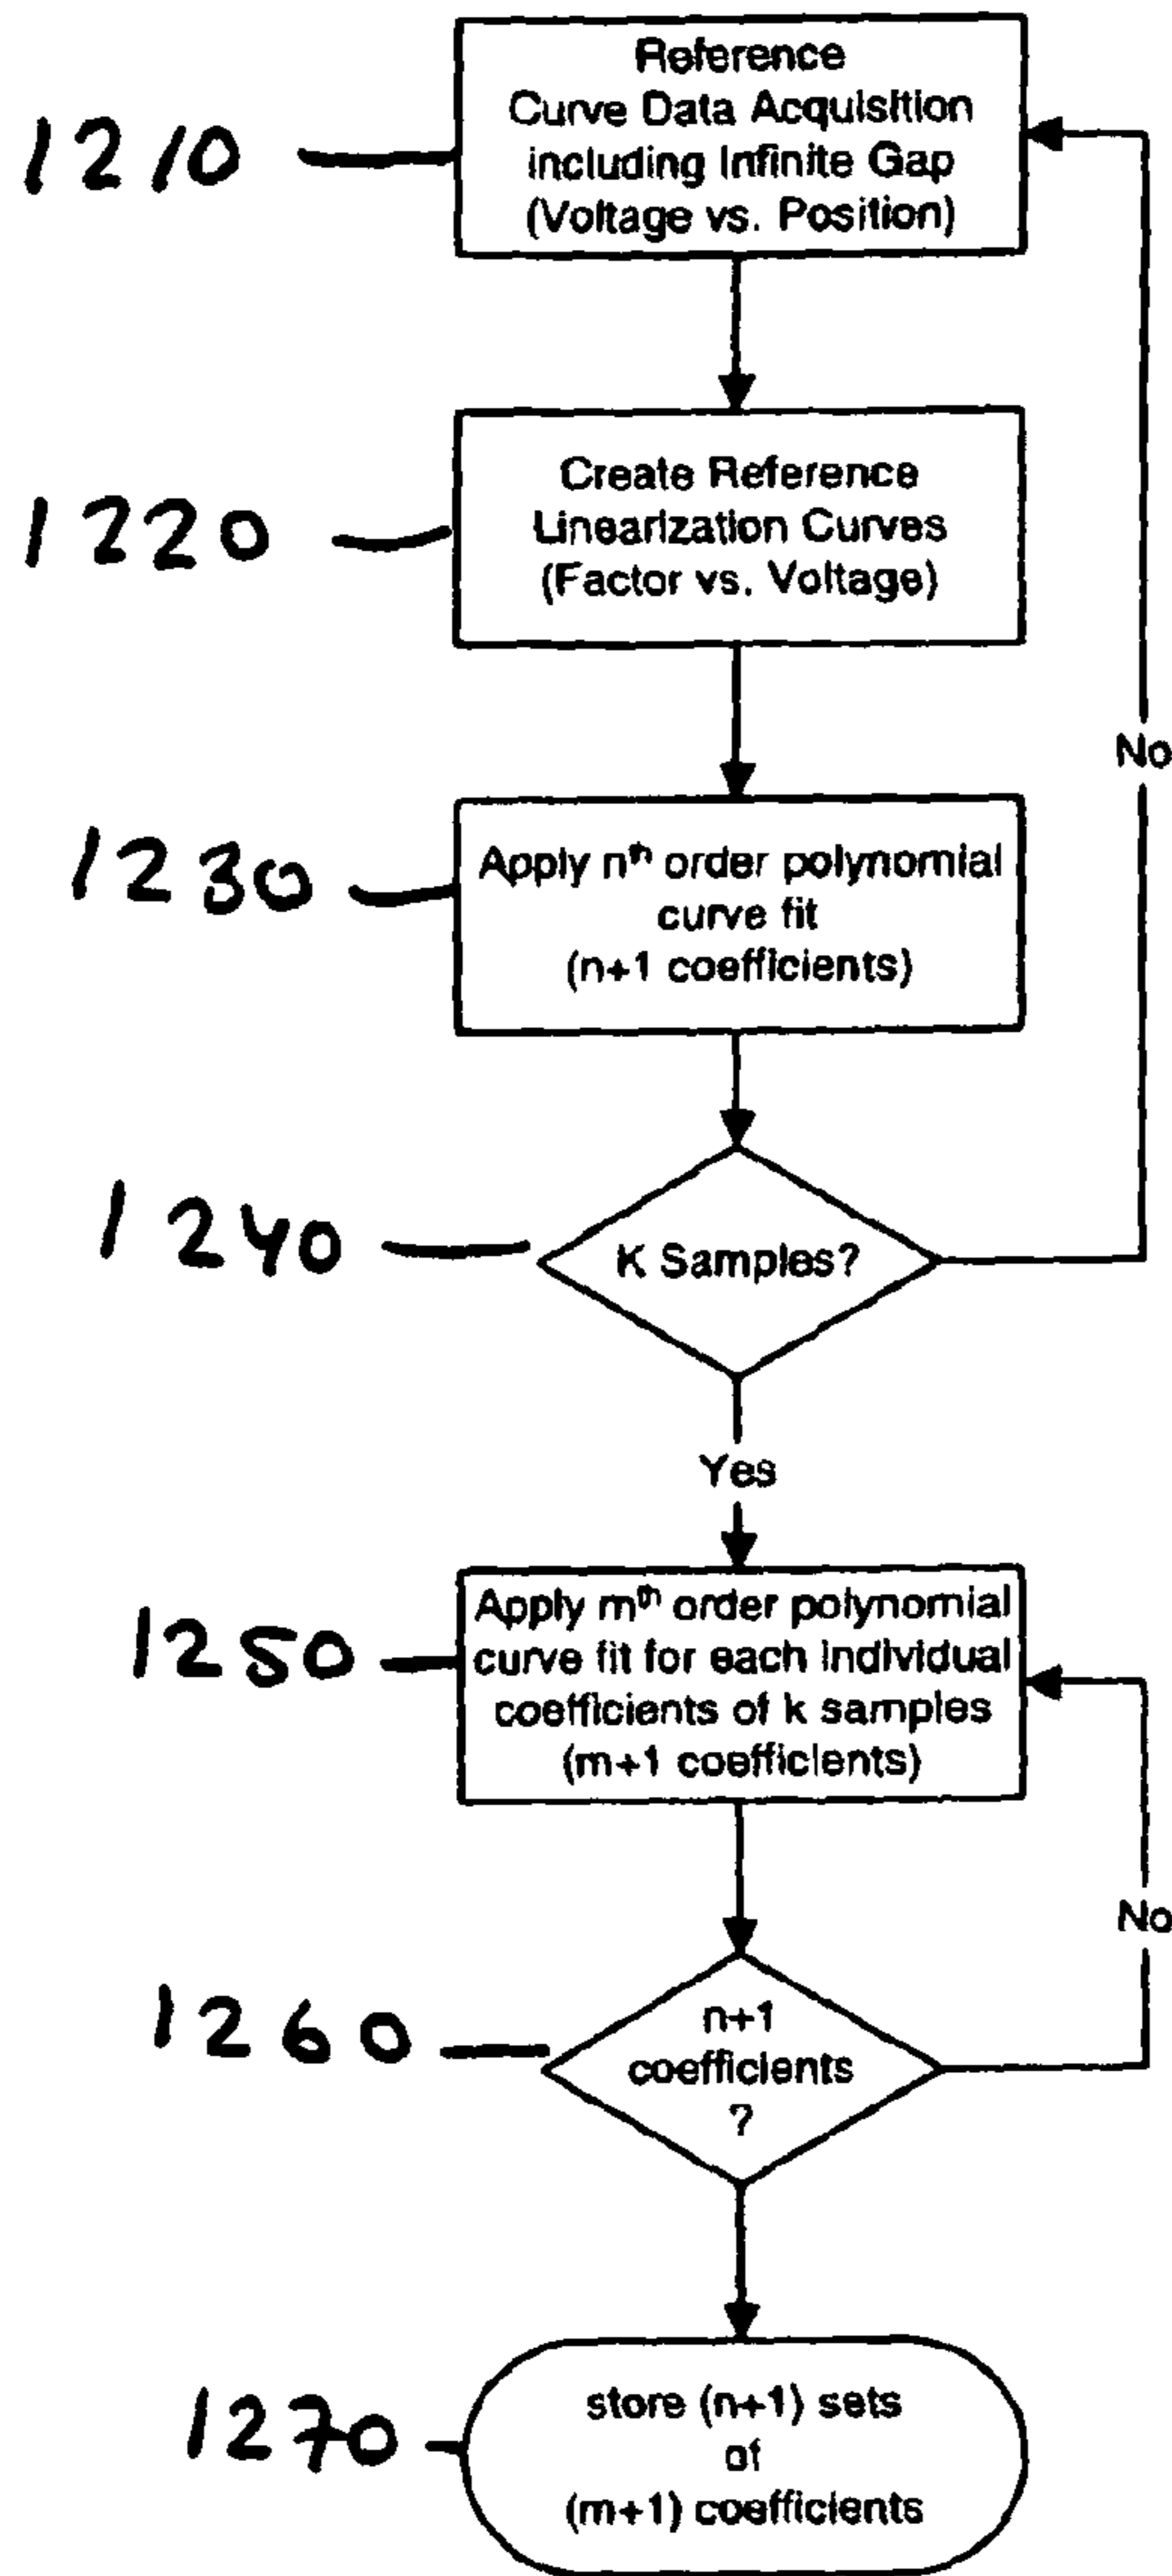 Reference
Curve Data Acquisition
including Infinite Gap
(Voltage vs. Position)
1210
Create Reference
Linearization Curves
(Factor vs. Voltage)
1220
No
Apply nth order polynomial
curve fit
(n+1 coefficients)
1230
K Samples?
1240
Yes
Apply mth order polynomial
curve fit for each individual
coefficients of k samples
(m+1 coefficients)
1250
No
n+1
coefficients
?
1260
store (n+1) sets
of
(m+1) coefficients
1270